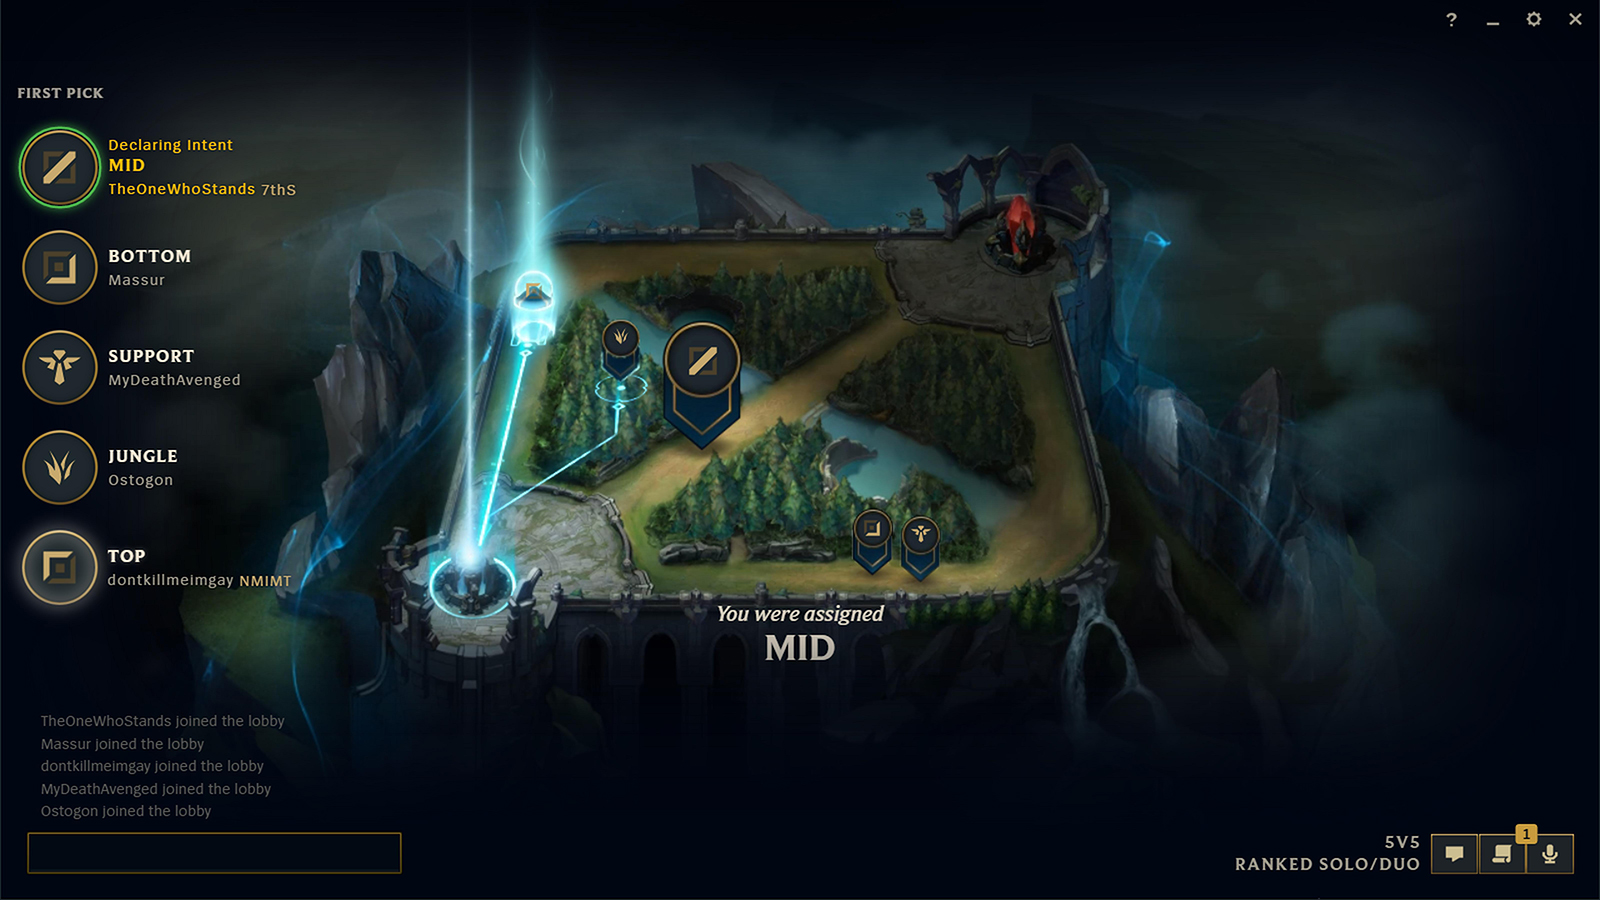 ?
FIRST PICK
Declaring Intent
MID
TheOneWhoStands 7thS
BOTTOM
Massur
SUPPORT
MyDeathAvenged
JUNGLE
Ostogon
TOP
dontkillmeimgay NMIMT
You were assigned
MID
TheOneWhoStands joined the lobby
Massur joined the lobby
dontkillmeimgay joined the lobby
MyDeathAvenged joined the lobby
Ostogon joined the lobby
5V5
RANKED SOLO/DUO
1